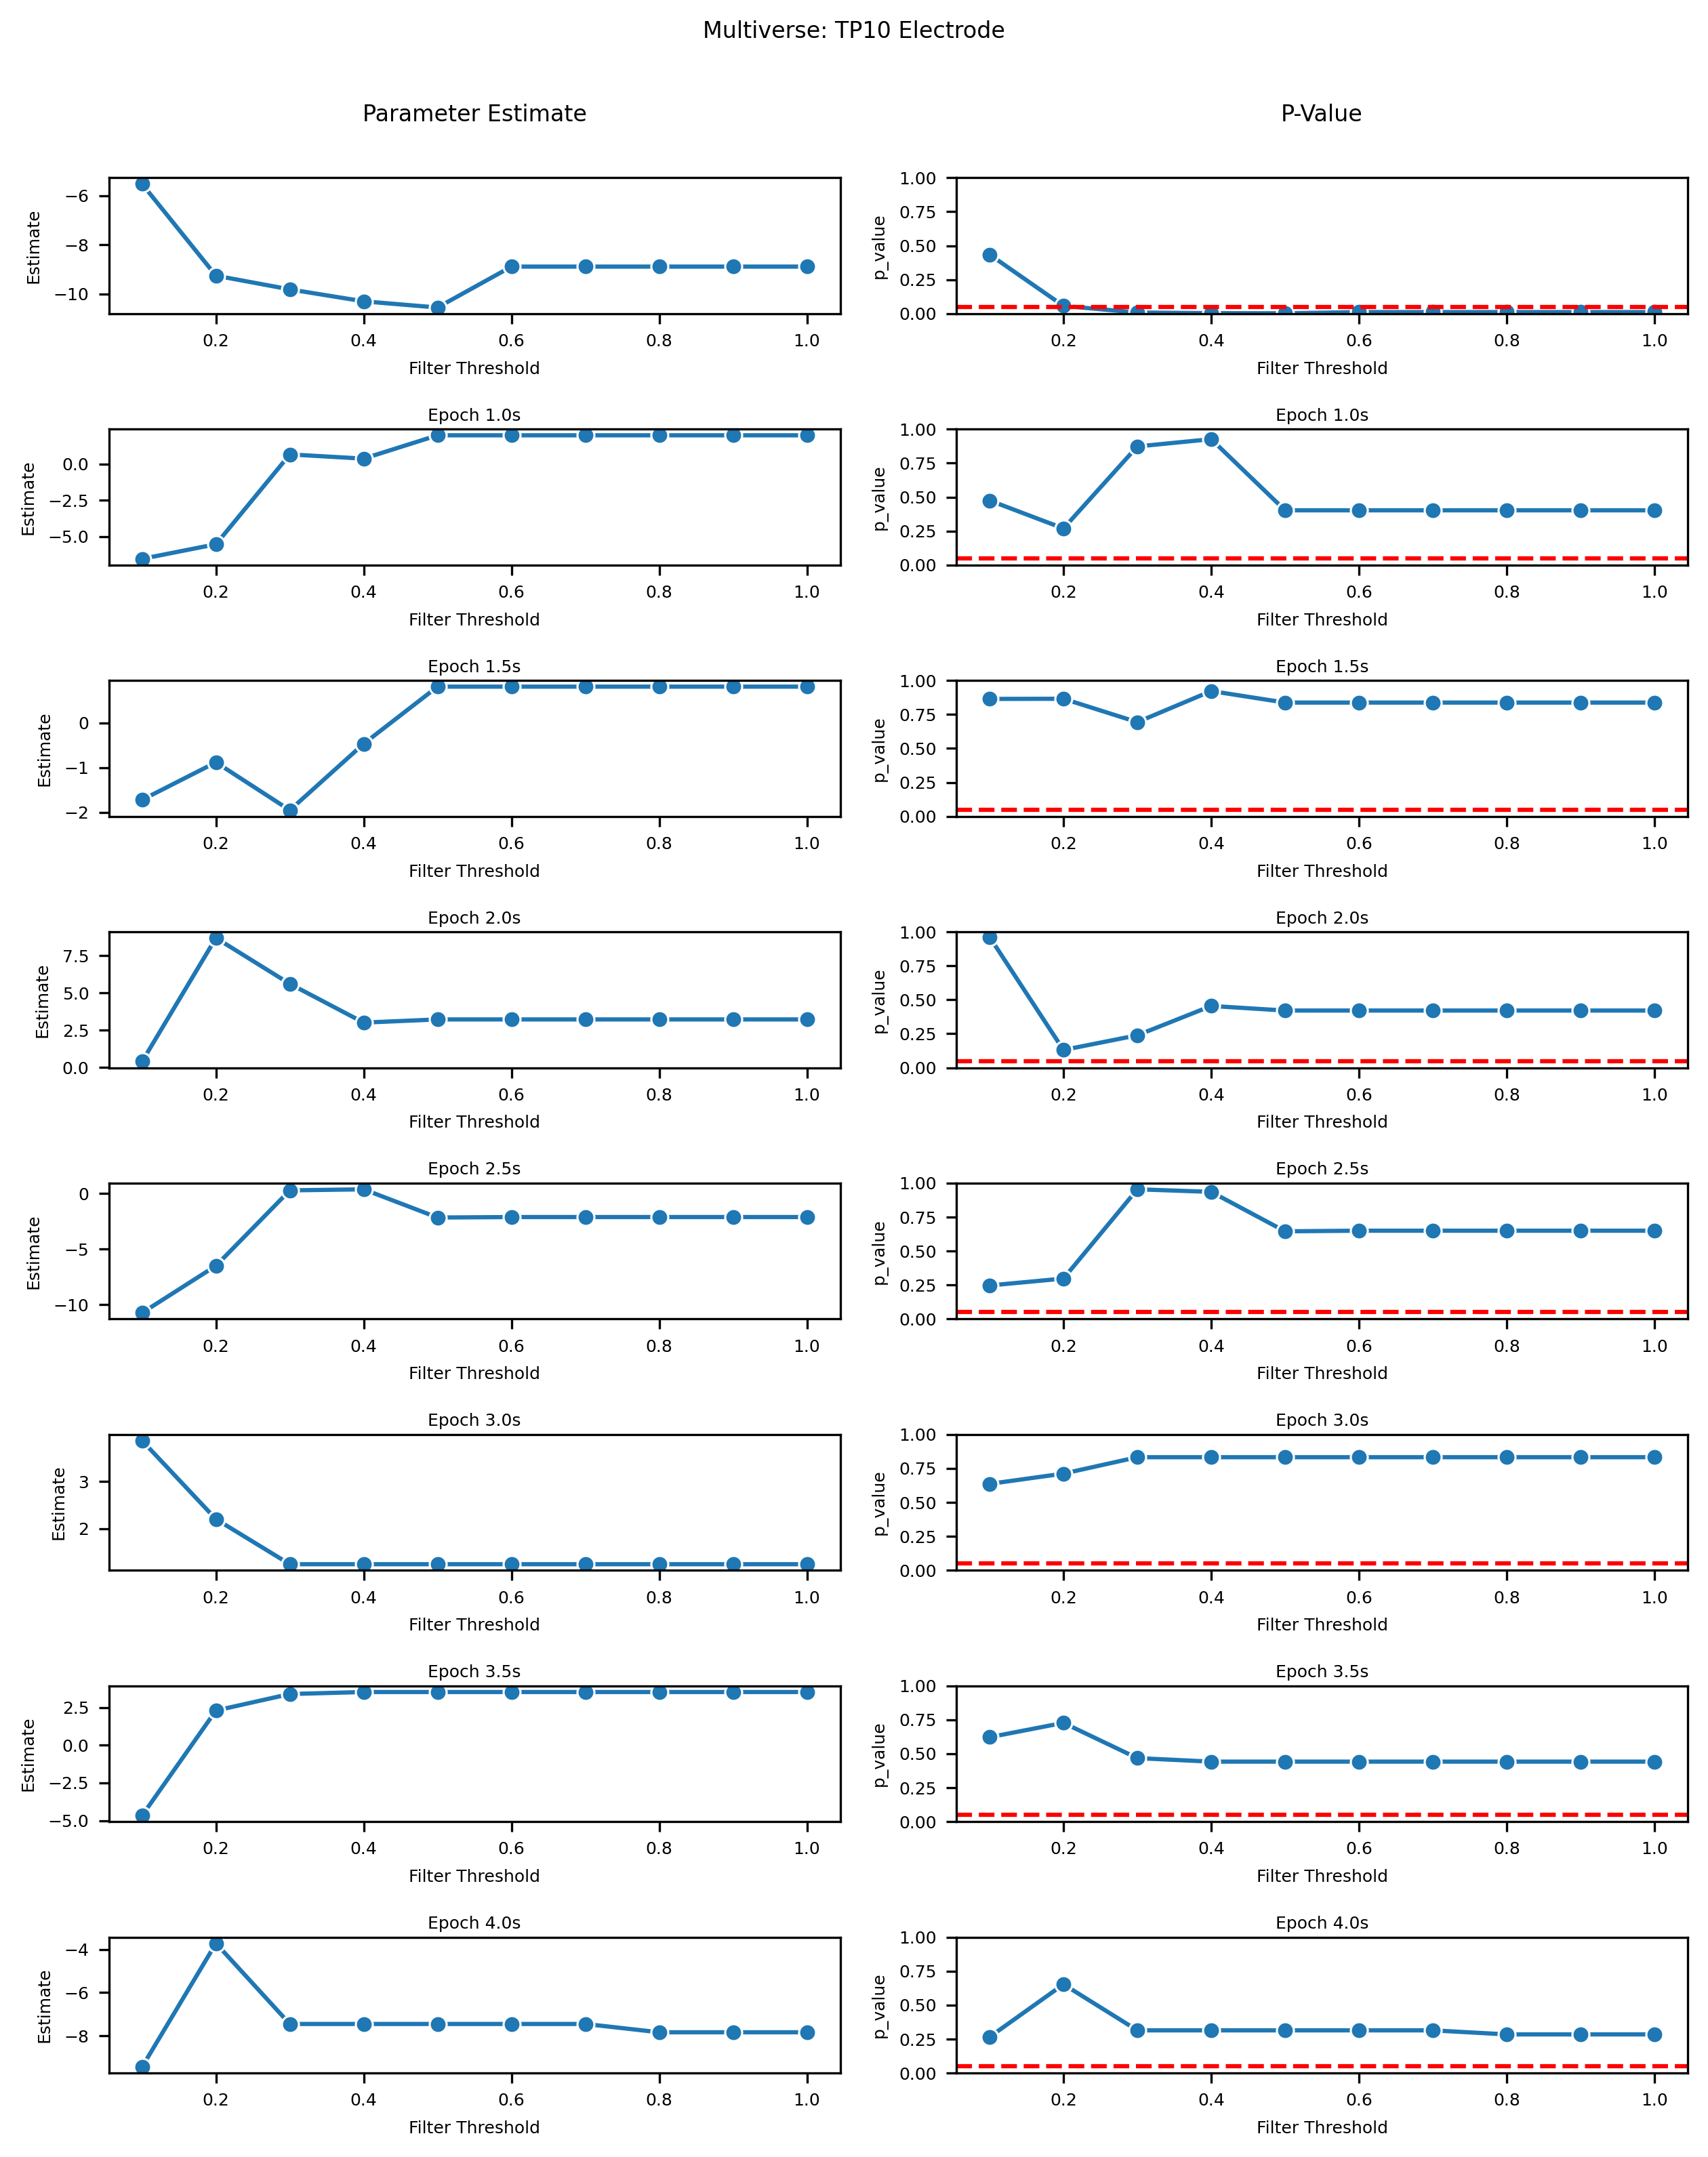 Multiverse: TP10 Electrode
Parameter Estimate
P-Value
−6
−8
−10
Estimate
0.2 0.4 0.6 0.8 1.0
Filter Threshold
1.00
0.75
0.50
0.25
0.00
p_value
0.2 0.4 0.6 0.8 1.0
Filter Threshold
Epoch 1.0s
0.0
−2.5
−5.0
Estimate
0.2 0.4 0.6 0.8 1.0
Filter Threshold
Epoch 1.0s
1.00
0.75
0.50
0.25
0.00
p_value
0.2 0.4 0.6 0.8 1.0
Filter Threshold
Epoch 1.5s
0
−1
−2
Estimate
0.2 0.4 0.6 0.8 1.0
Filter Threshold
Epoch 1.5s
1.00
0.75
0.50
0.25
0.00
p_value
0.2 0.4 0.6 0.8 1.0
Filter Threshold
Epoch 2.0s
7.5
5.0
2.5
0.0
Estimate
0.2 0.4 0.6 0.8 1.0
Filter Threshold
Epoch 2.0s
1.00
0.75
0.50
0.25
0.00
p_value
0.2 0.4 0.6 0.8 1.0
Filter Threshold
Epoch 2.5s
0
−5
−10
Estimate
0.2 0.4 0.6 0.8 1.0
Filter Threshold
Epoch 2.5s
1.00
0.75
0.50
0.25
0.00
p_value
0.2 0.4 0.6 0.8 1.0
Filter Threshold
Epoch 3.0s
3
2
Estimate
0.2 0.4 0.6 0.8 1.0
Filter Threshold
Epoch 3.0s
1.00
0.75
0.50
0.25
0.00
p_value
0.2 0.4 0.6 0.8 1.0
Filter Threshold
Epoch 3.5s
2.5
0.0
−2.5
−5.0
Estimate
0.2 0.4 0.6 0.8 1.0
Filter Threshold
Epoch 3.5s
1.00
0.75
0.50
0.25
0.00
p_value
0.2 0.4 0.6 0.8 1.0
Filter Threshold
Epoch 4.0s
−4
−6
−8
Estimate
0.2 0.4 0.6 0.8 1.0
Filter Threshold
Epoch 4.0s
1.00
0.75
0.50
0.25
0.00
p_value
0.2 0.4 0.6 0.8 1.0
Filter Threshold